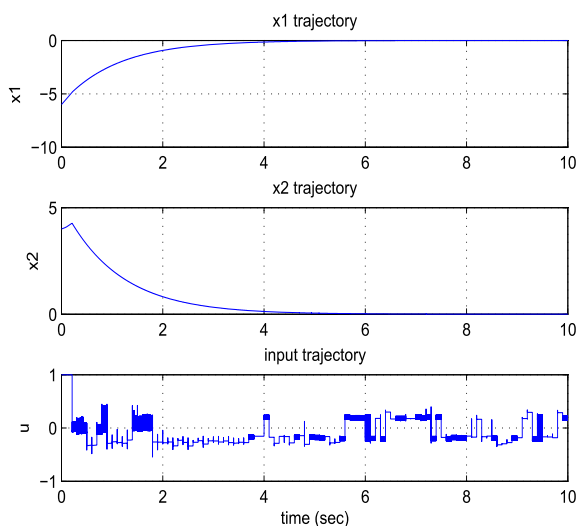 x1 trajectory
0
−5
−10
x1
0 2 4 6 8 10
x2 trajectory
5
0
x2
0 2 4 6 8 10
input trajectory
1
0
−1
u
0 2 4 6 8 10
time (sec)